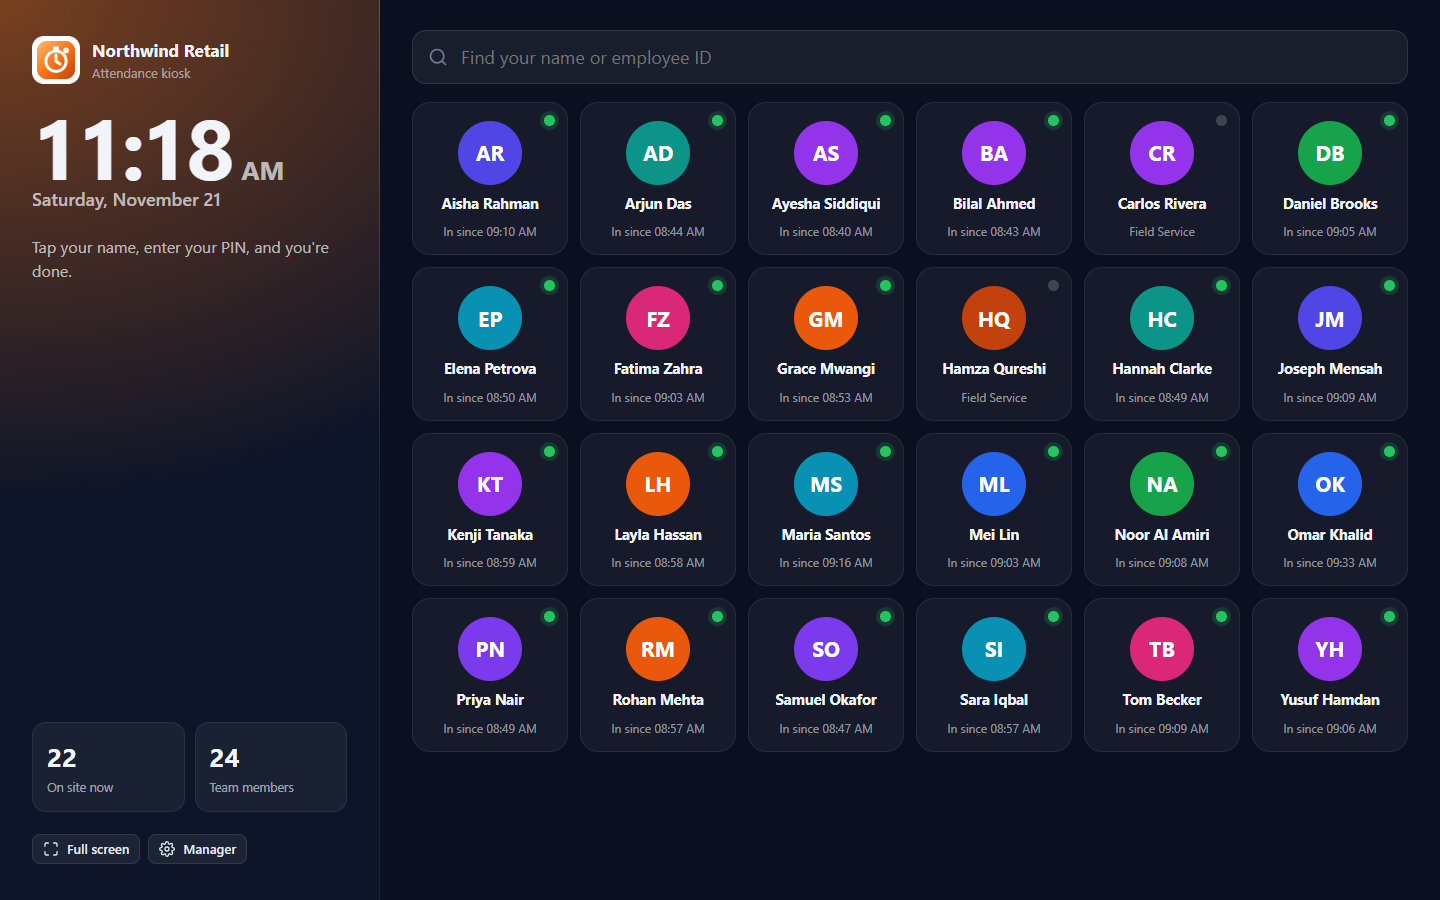 Northwind Retail
Attendance kiosk
11:18 AM
Saturday, November 21
Tap your name, enter your PIN, and you're
done.
22
On site now
24
Team members
Full screen
Manager
Find your name or employee ID
AR
Aisha Rahman
In since 09:10 AM
AD
Arjun Das
In since 08:44 AM
AS
Ayesha Siddiqui
In since 08:40 AM
BA
Bilal Ahmed
In since 08:43 AM
CR
Carlos Rivera
Field Service
DB
Daniel Brooks
In since 09:05 AM
EP
Elena Petrova
In since 08:50 AM
FZ
Fatima Zahra
In since 09:03 AM
GM
Grace Mwangi
In since 08:53 AM
HQ
Hamza Qureshi
Field Service
HC
Hannah Clarke
In since 08:49 AM
JM
Joseph Mensah
In since 09:09 AM
KT
Kenji Tanaka
In since 08:59 AM
LH
Layla Hassan
In since 08:58 AM
MS
Maria Santos
In since 09:16 AM
ML
Mei Lin
In since 09:03 AM
NA
Noor Al Amiri
In since 09:08 AM
OK
Omar Khalid
In since 09:33 AM
PN
Priya Nair
In since 08:49 AM
RM
Rohan Mehta
In since 08:57 AM
SO
Samuel Okafor
In since 08:47 AM
SI
Sara Iqbal
In since 08:57 AM
TB
Tom Becker
In since 09:09 AM
YH
Yusuf Hamdan
In since 09:06 AM